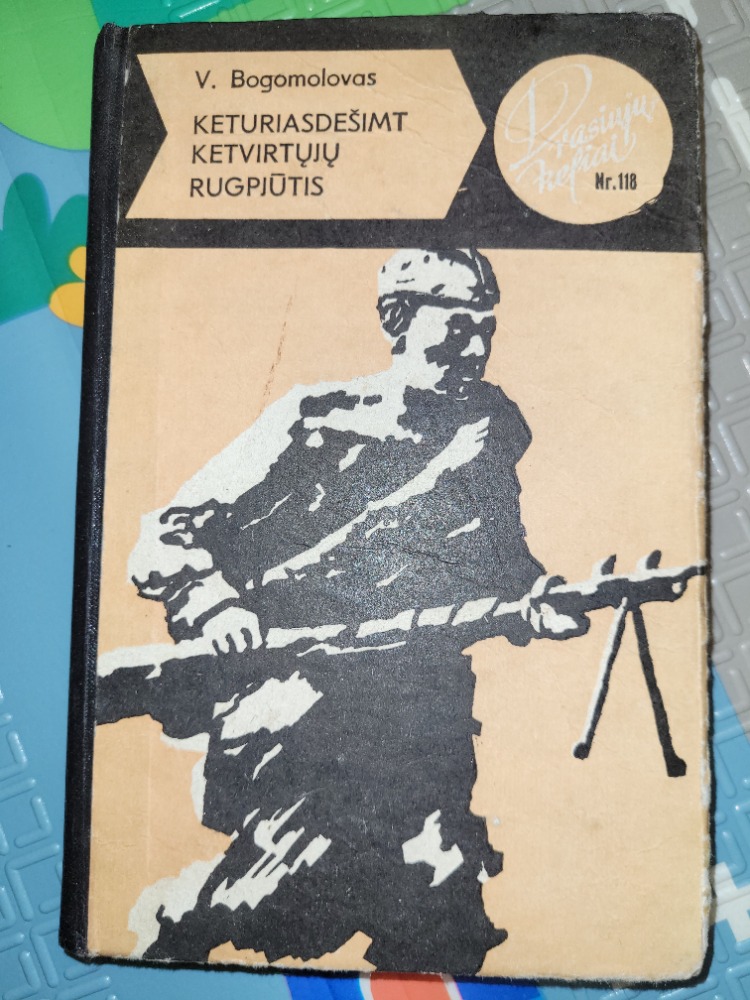 V. Bogomolovas
KETURIASDEŠIMT
KETVIRTŲJŲ
RUGPJŪTIS
Drąsiųjų
keliai
Nr. 118